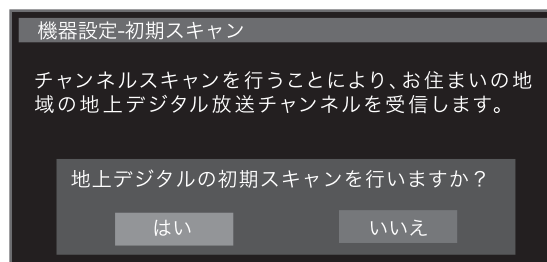 機器設定-初期スキャン
チャンネルスキャンを行うことにより、お住まいの地
域の地上デジタル放送チャンネルを受信します。
地上デジタルの初期スキャンを行いますか？
はい
いいえ